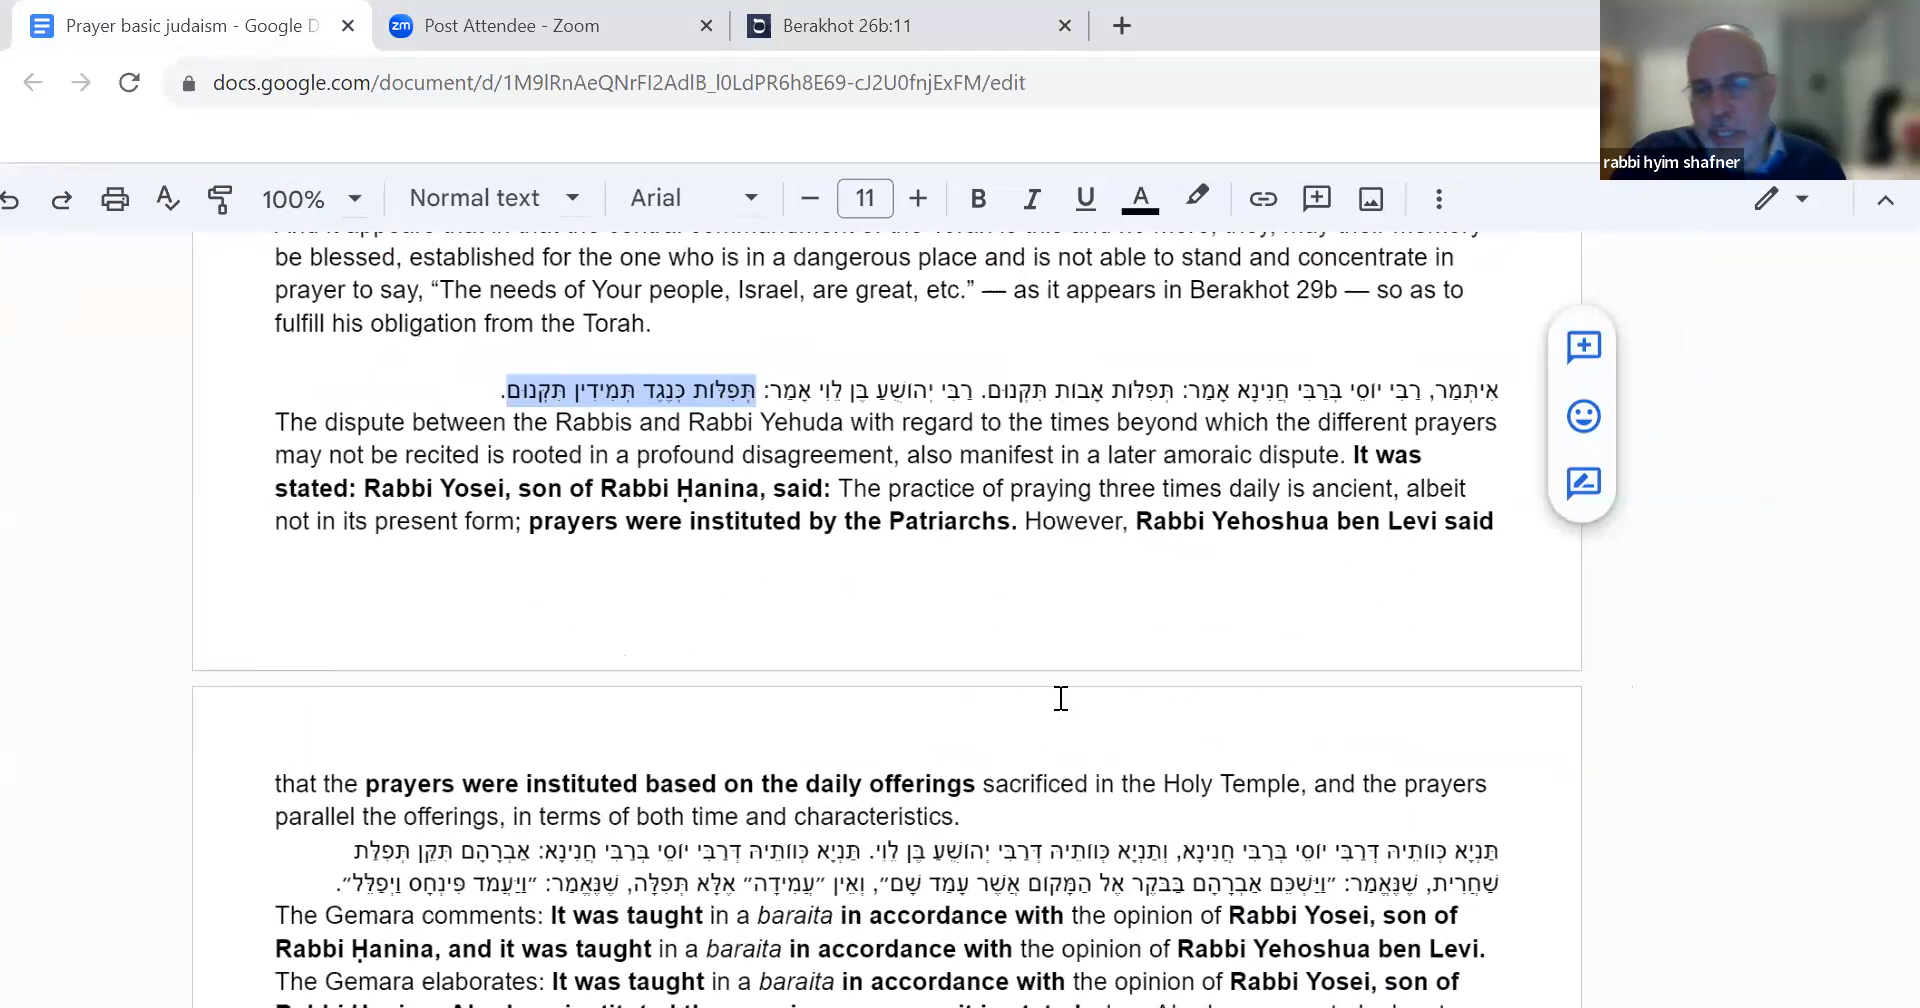 Prayer basic judaism - Google D
Post Attendee - Zoom
Berakhot 26b:11
docs.google.com/document/d/1M9lRnAeQNrFI2AdlB_l0LdPR6h8E69-cJ2U0fnjExFM/edit
rabbi hyim shafner
100% Normal text Arial 11 B I U A
be blessed, established for the one who is in a dangerous place and is not able to stand and concentrate in
prayer to say, “The needs of Your people, Israel, are great, etc.” — as it appears in Berakhot 29b — so as to
fulfill his obligation from the Torah.
אִיתְּמַר, רַבִּי יוֹסֵי בְּרַבִּי חֲנִינָא אָמַר: תְּפִלּוֹת אָבוֹת תִּקְּנוּם. רַבִּי יְהוֹשֻׁעַ בֶּן לֵוִי אָמַר: תְּפִלּוֹת כְּנֶגֶד תְּמִידִין תִּקְּנוּם.
The dispute between the Rabbis and Rabbi Yehuda with regard to the times beyond which the different prayers
may not be recited is rooted in a profound disagreement, also manifest in a later amoraic dispute. It was
stated: Rabbi Yosei, son of Rabbi Ḥanina, said: The practice of praying three times daily is ancient, albeit
not in its present form; prayers were instituted by the Patriarchs. However, Rabbi Yehoshua ben Levi said
that the prayers were instituted based on the daily offerings sacrificed in the Holy Temple, and the prayers
parallel the offerings, in terms of both time and characteristics.
תַּנְיָא כְּווֹתֵיהּ דְּרַבִּי יוֹסֵי בְּרַבִּי חֲנִינָא, וְתַנְיָא כְּווֹתֵיהּ דְּרַבִּי יְהוֹשֻׁעַ בֶּן לֵוִי. תַּנְיָא כְּווֹתֵיהּ דְּרַבִּי יוֹסֵי בְּרַבִּי חֲנִינָא: אַבְרָהָם תִּקֵּן תְּפִלַּת
שַׁחֲרִית, שֶׁנֶּאֱמַר: ״וַיַּשְׁכֵּם אַבְרָהָם בַּבֹּקֶר אֶל הַמָּקוֹם אֲשֶׁר עָמַד שָׁם״, וְאֵין ״עֲמִידָה״ אֶלָּא תְּפִלָּה, שֶׁנֶּאֱמַר: ״וַיַּעֲמֹד פִּינְחָס וַיְפַלֵּל״.
The Gemara comments: It was taught in a baraita in accordance with the opinion of Rabbi Yosei, son of
Rabbi Ḥanina, and it was taught in a baraita in accordance with the opinion of Rabbi Yehoshua ben Levi.
The Gemara elaborates: It was taught in a baraita in accordance with the opinion of Rabbi Yosei, son of